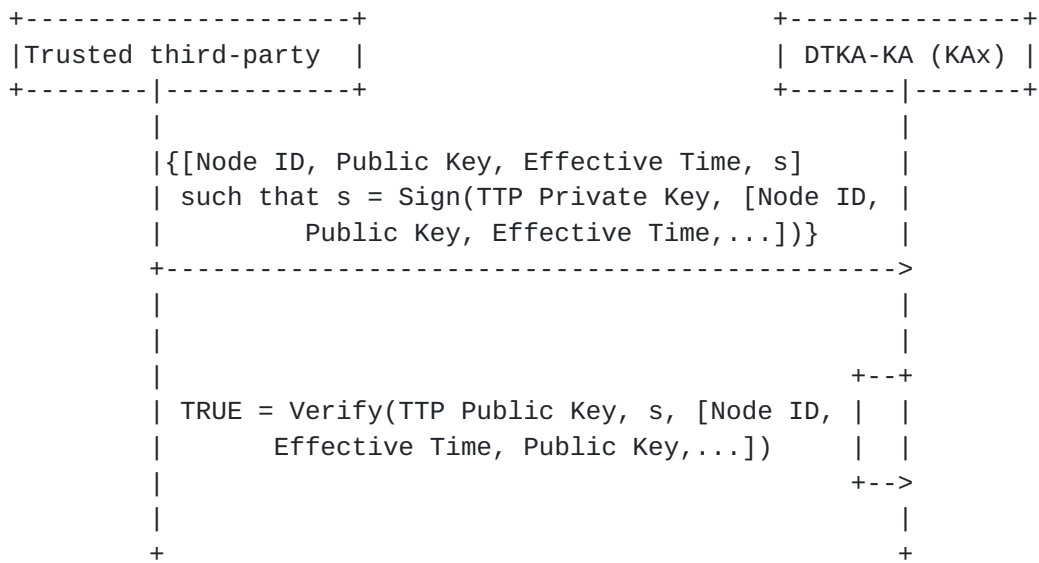 Trusted third-party
DTKA-KA (KAx)
{[Node ID, Public Key, Effective Time, s]
such that s = Sign(TTP Private Key, [Node ID,
Public Key, Effective Time,...])}
TRUE = Verify(TTP Public Key, s, [Node ID,
Effective Time, Public Key,...])